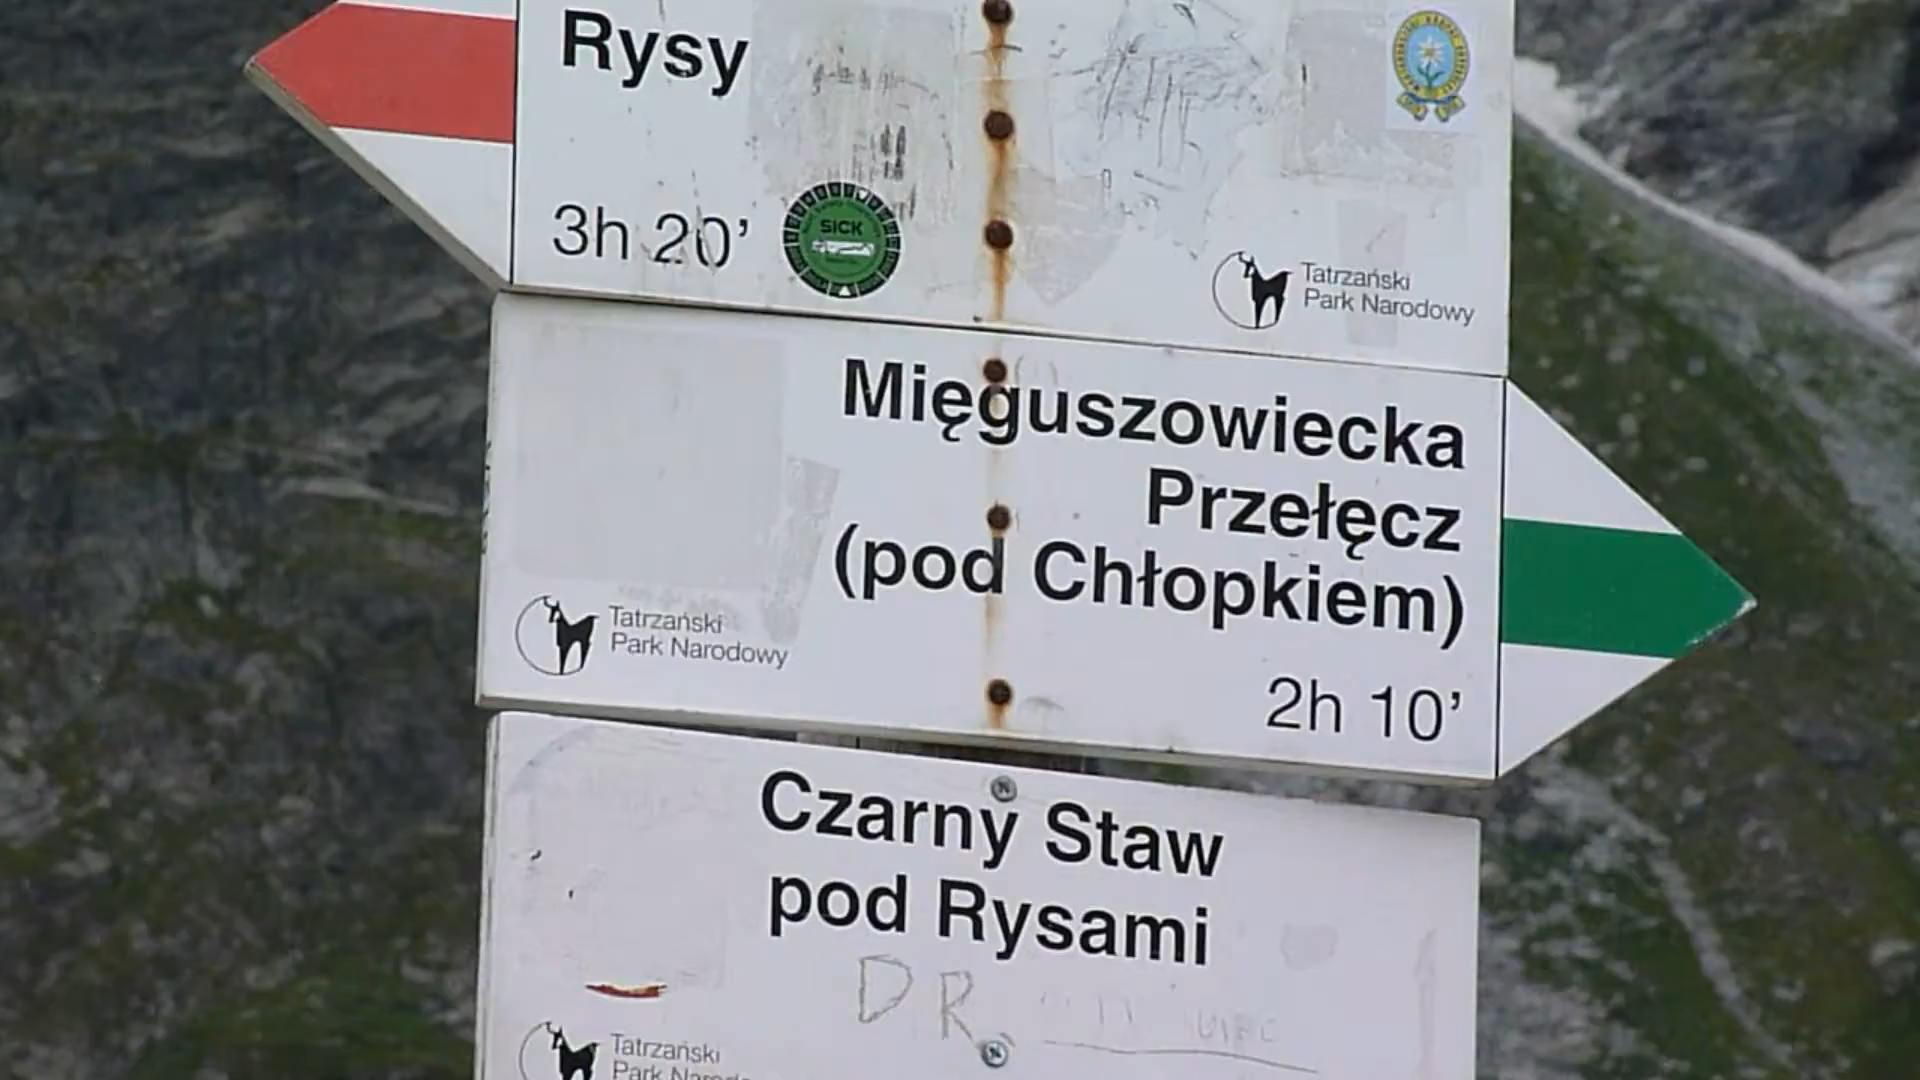 Rysy
3h 20’
SICK
Tatrzański
Park Narodowy
Mięguszowiecka
Przełęcz
(pod Chłopkiem)
2h 10’
Tatrzański
Park Narodowy
Czarny Staw
pod Rysami
DR
Tatrzański
Park